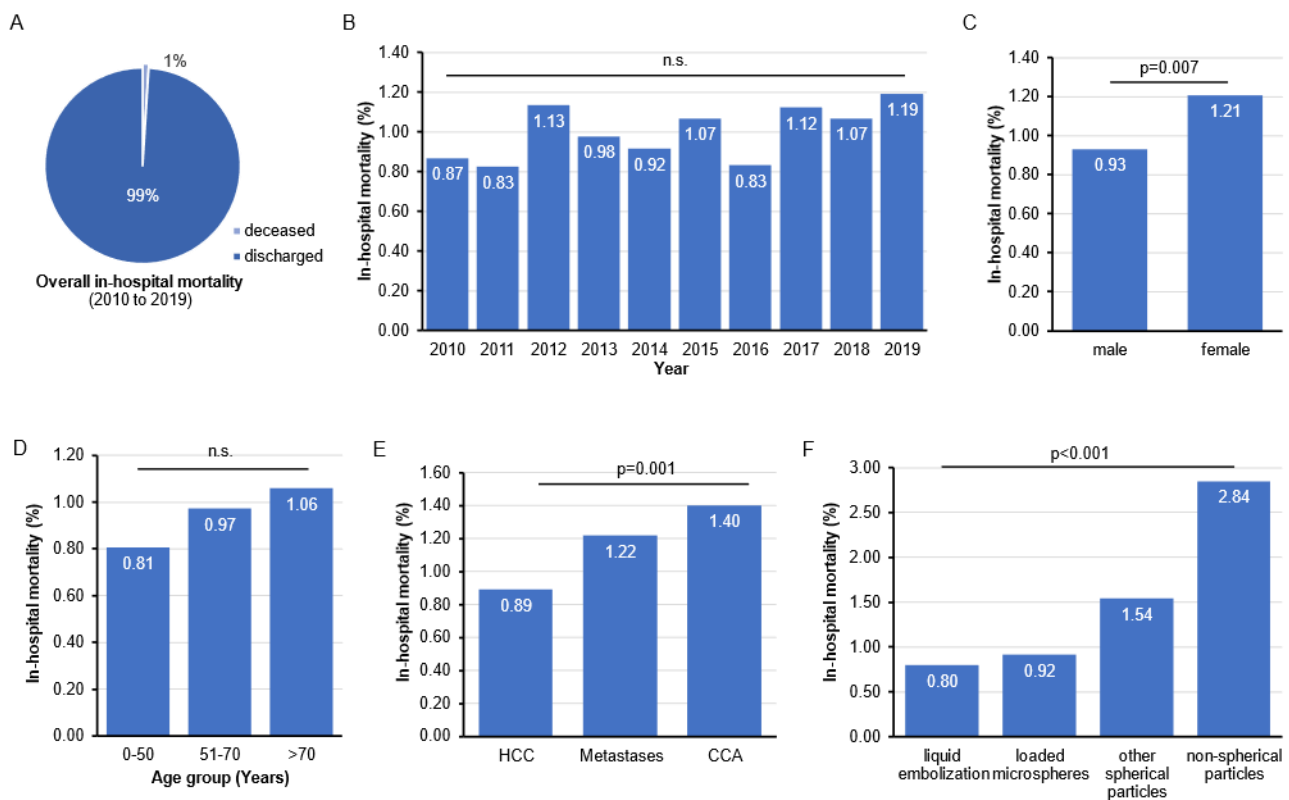 A
1%
99%
deceased
discharged
Overall in-hospital mortality
(2010 to 2019)
B
In-hospital mortality (%)
1.40
1.20
1.00
0.80
0.60
0.40
0.20
0.00
n.s.
0.87
0.83
1.13
0.98
0.92
1.07
0.83
1.12
1.07
1.19
2010 2011 2012 2013 2014 2015 2016 2017 2018 2019
Year
C
In-hospital mortality (%)
1.40
1.20
1.00
0.80
0.60
0.40
0.20
0.00
p=0.007
0.93
1.21
male female
D
In-hospital mortality (%)
1.20
1.00
0.80
0.60
0.40
0.20
0.00
n.s.
0.81
0.97
1.06
0-50 51-70 >70
Age group (Years)
E
In-hospital mortality (%)
1.60
1.40
1.20
1.00
0.80
0.60
0.40
0.20
0.00
p=0.001
0.89
1.22
1.40
HCC Metastases CCA
F
In-hospital mortality (%)
3.00
2.50
2.00
1.50
1.00
0.50
0.00
p<0.001
0.80
0.92
1.54
2.84
liquid
embolization
loaded
microspheres
other
spherical
particles
non-spherical
particles